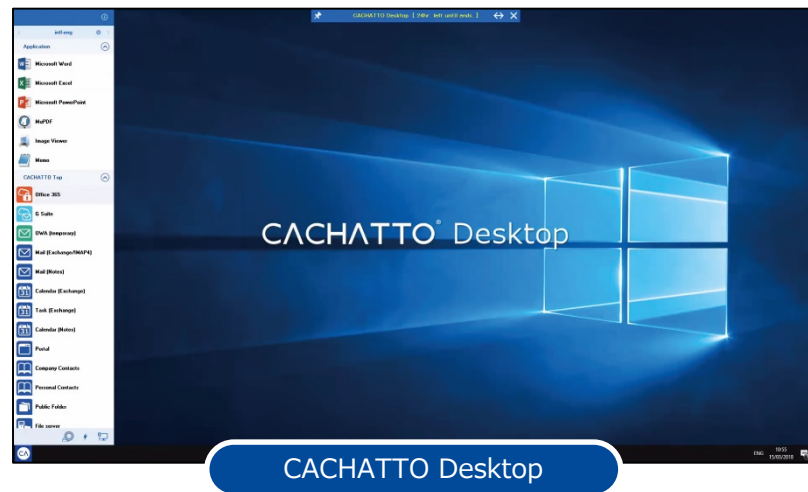 CACHATTO Desktop [ 24hr. left until ends. ]
intl-eng
Application
Microsoft Word
Microsoft Excel
Microsoft PowerPoint
MuPDF
Image Viewer
Memo
CACHATTO Top
Office 365
G Suite
OWA (temporary)
Mail (Exchange/IMAP4)
Mail (Notes)
Calendar (Exchange)
Task (Exchange)
Calendar (Notes)
Portal
Company Contacts
Personal Contacts
Public Folder
File server
CACHATTO® Desktop
ENG
10:55
15/03/2018
CACHATTO Desktop